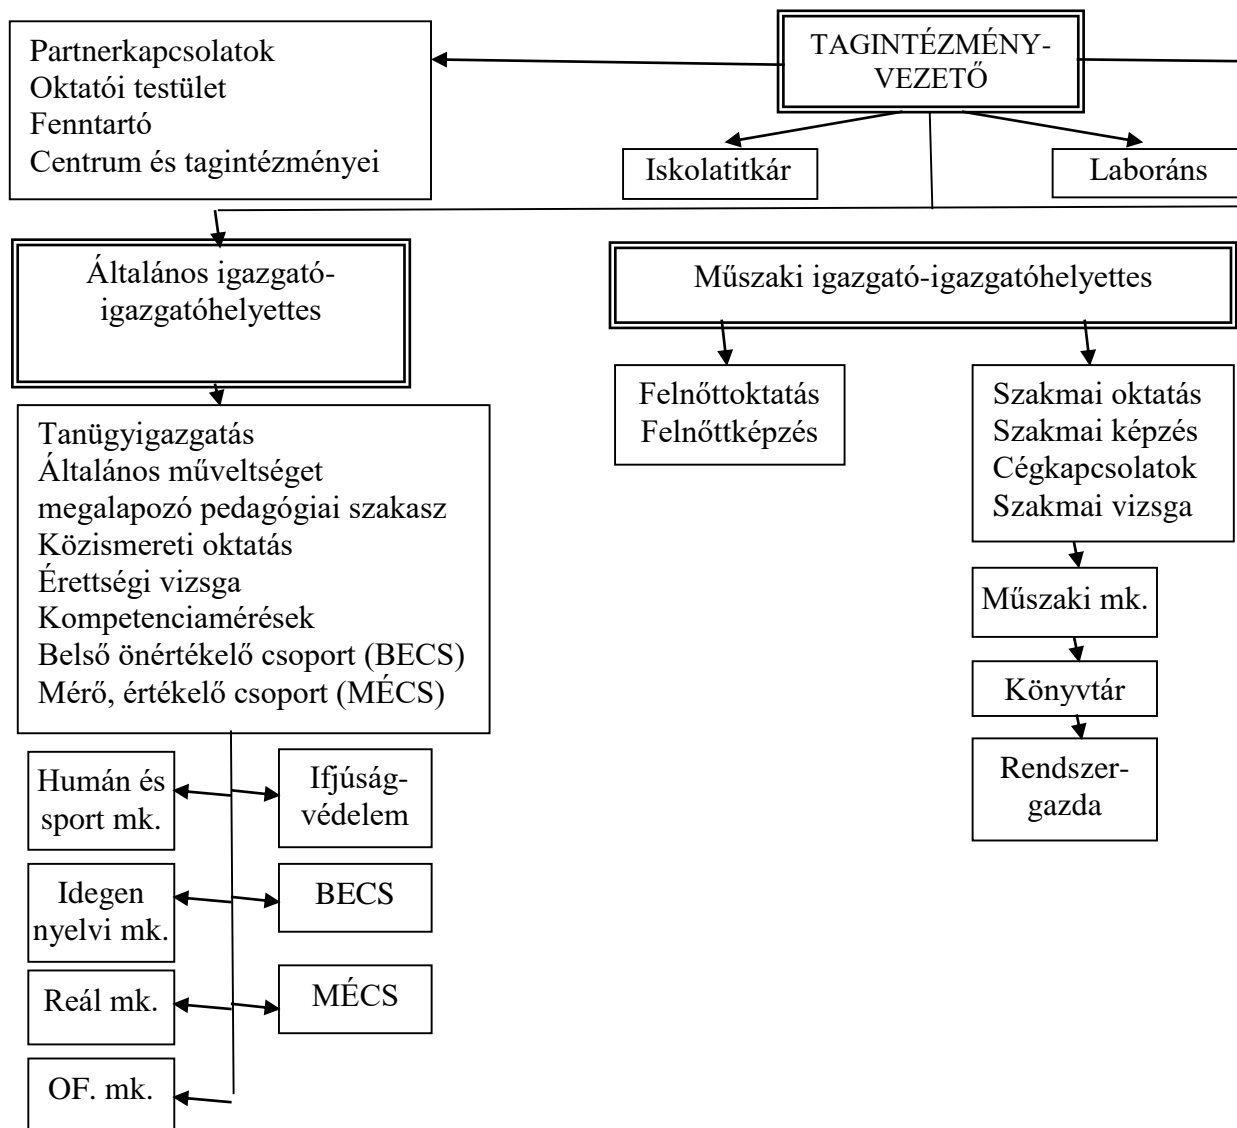 Partnerkapcsolatok
Oktatói testület
Fenntartó
Centrum és tagintézményei
TAGINTÉZMÉNY-
VEZETŐ
Iskolatitkár
Laboráns
Általános igazgató-
igazgatóhelyettes
Műszaki igazgató-igazgatóhelyettes
Tanügyigazgatás
Általános műveltséget
megalapozó pedagógiai szakasz
Közismereti oktatás
Érettségi vizsga
Kompetenciamérések
Belső önértékelő csoport (BECS)
Mérő, értékelő csoport (MÉCS)
Felnőttoktatás
Felnőttképzés
Szakmai oktatás
Szakmai képzés
Cégkapcsolatok
Szakmai vizsga
Műszaki mk.
Könyvtár
Rendszer-
gazda
Humán és
sport mk.
Ifjúság-
védelem
Idegen
nyelvi mk.
BECS
Reál mk.
MÉCS
OF. mk.